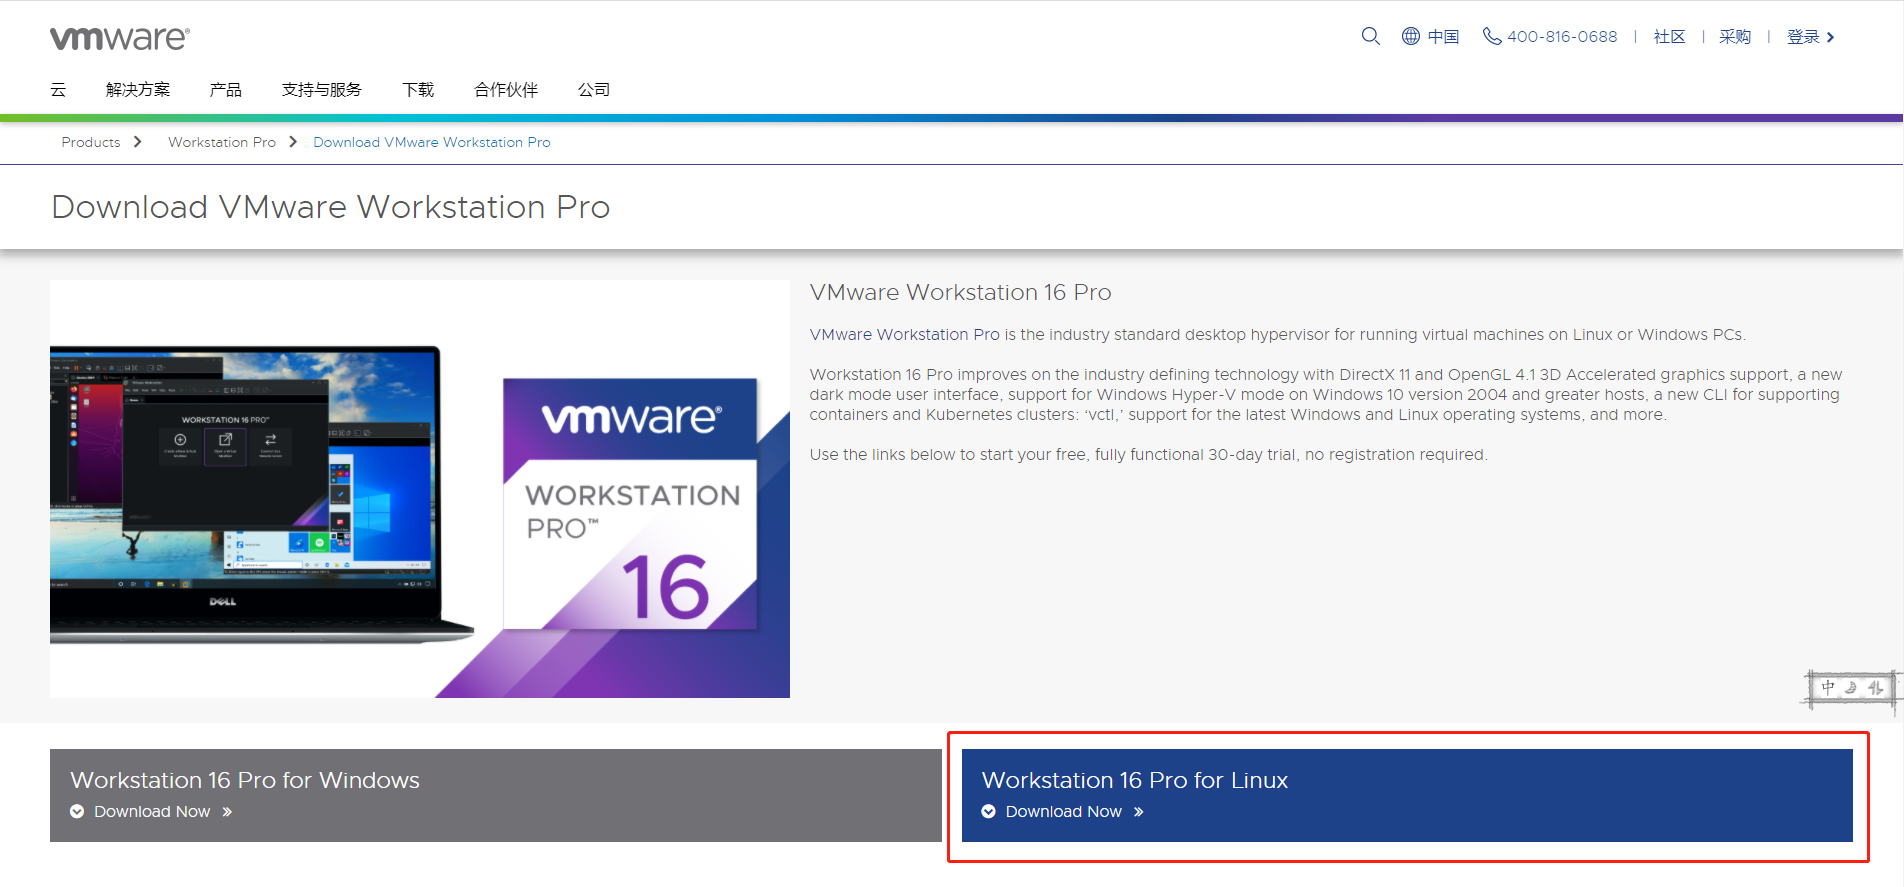 vmware®
中国
400-816-0688
社区
采购
登录
云
解决方案
产品
支持与服务
下载
合作伙伴
公司
Products
Workstation Pro
Download VMware Workstation Pro
Download VMware Workstation Pro
WORKSTATION 16 PRO™
DELL
vmware®
WORKSTATION
PRO™
16
VMware Workstation 16 Pro
VMware Workstation Pro is the industry standard desktop hypervisor for running virtual machines on Linux or Windows PCs.
Workstation 16 Pro improves on the industry defining technology with DirectX 11 and OpenGL 4.1 3D Accelerated graphics support, a new
dark mode user interface, support for Windows Hyper-V mode on Windows 10 version 2004 and greater hosts, a new CLI for supporting
containers and Kubernetes clusters: ‘vctl,’ support for the latest Windows and Linux operating systems, and more.
Use the links below to start your free, fully functional 30-day trial, no registration required.
中
Workstation 16 Pro for Windows
Download Now
Workstation 16 Pro for Linux
Download Now